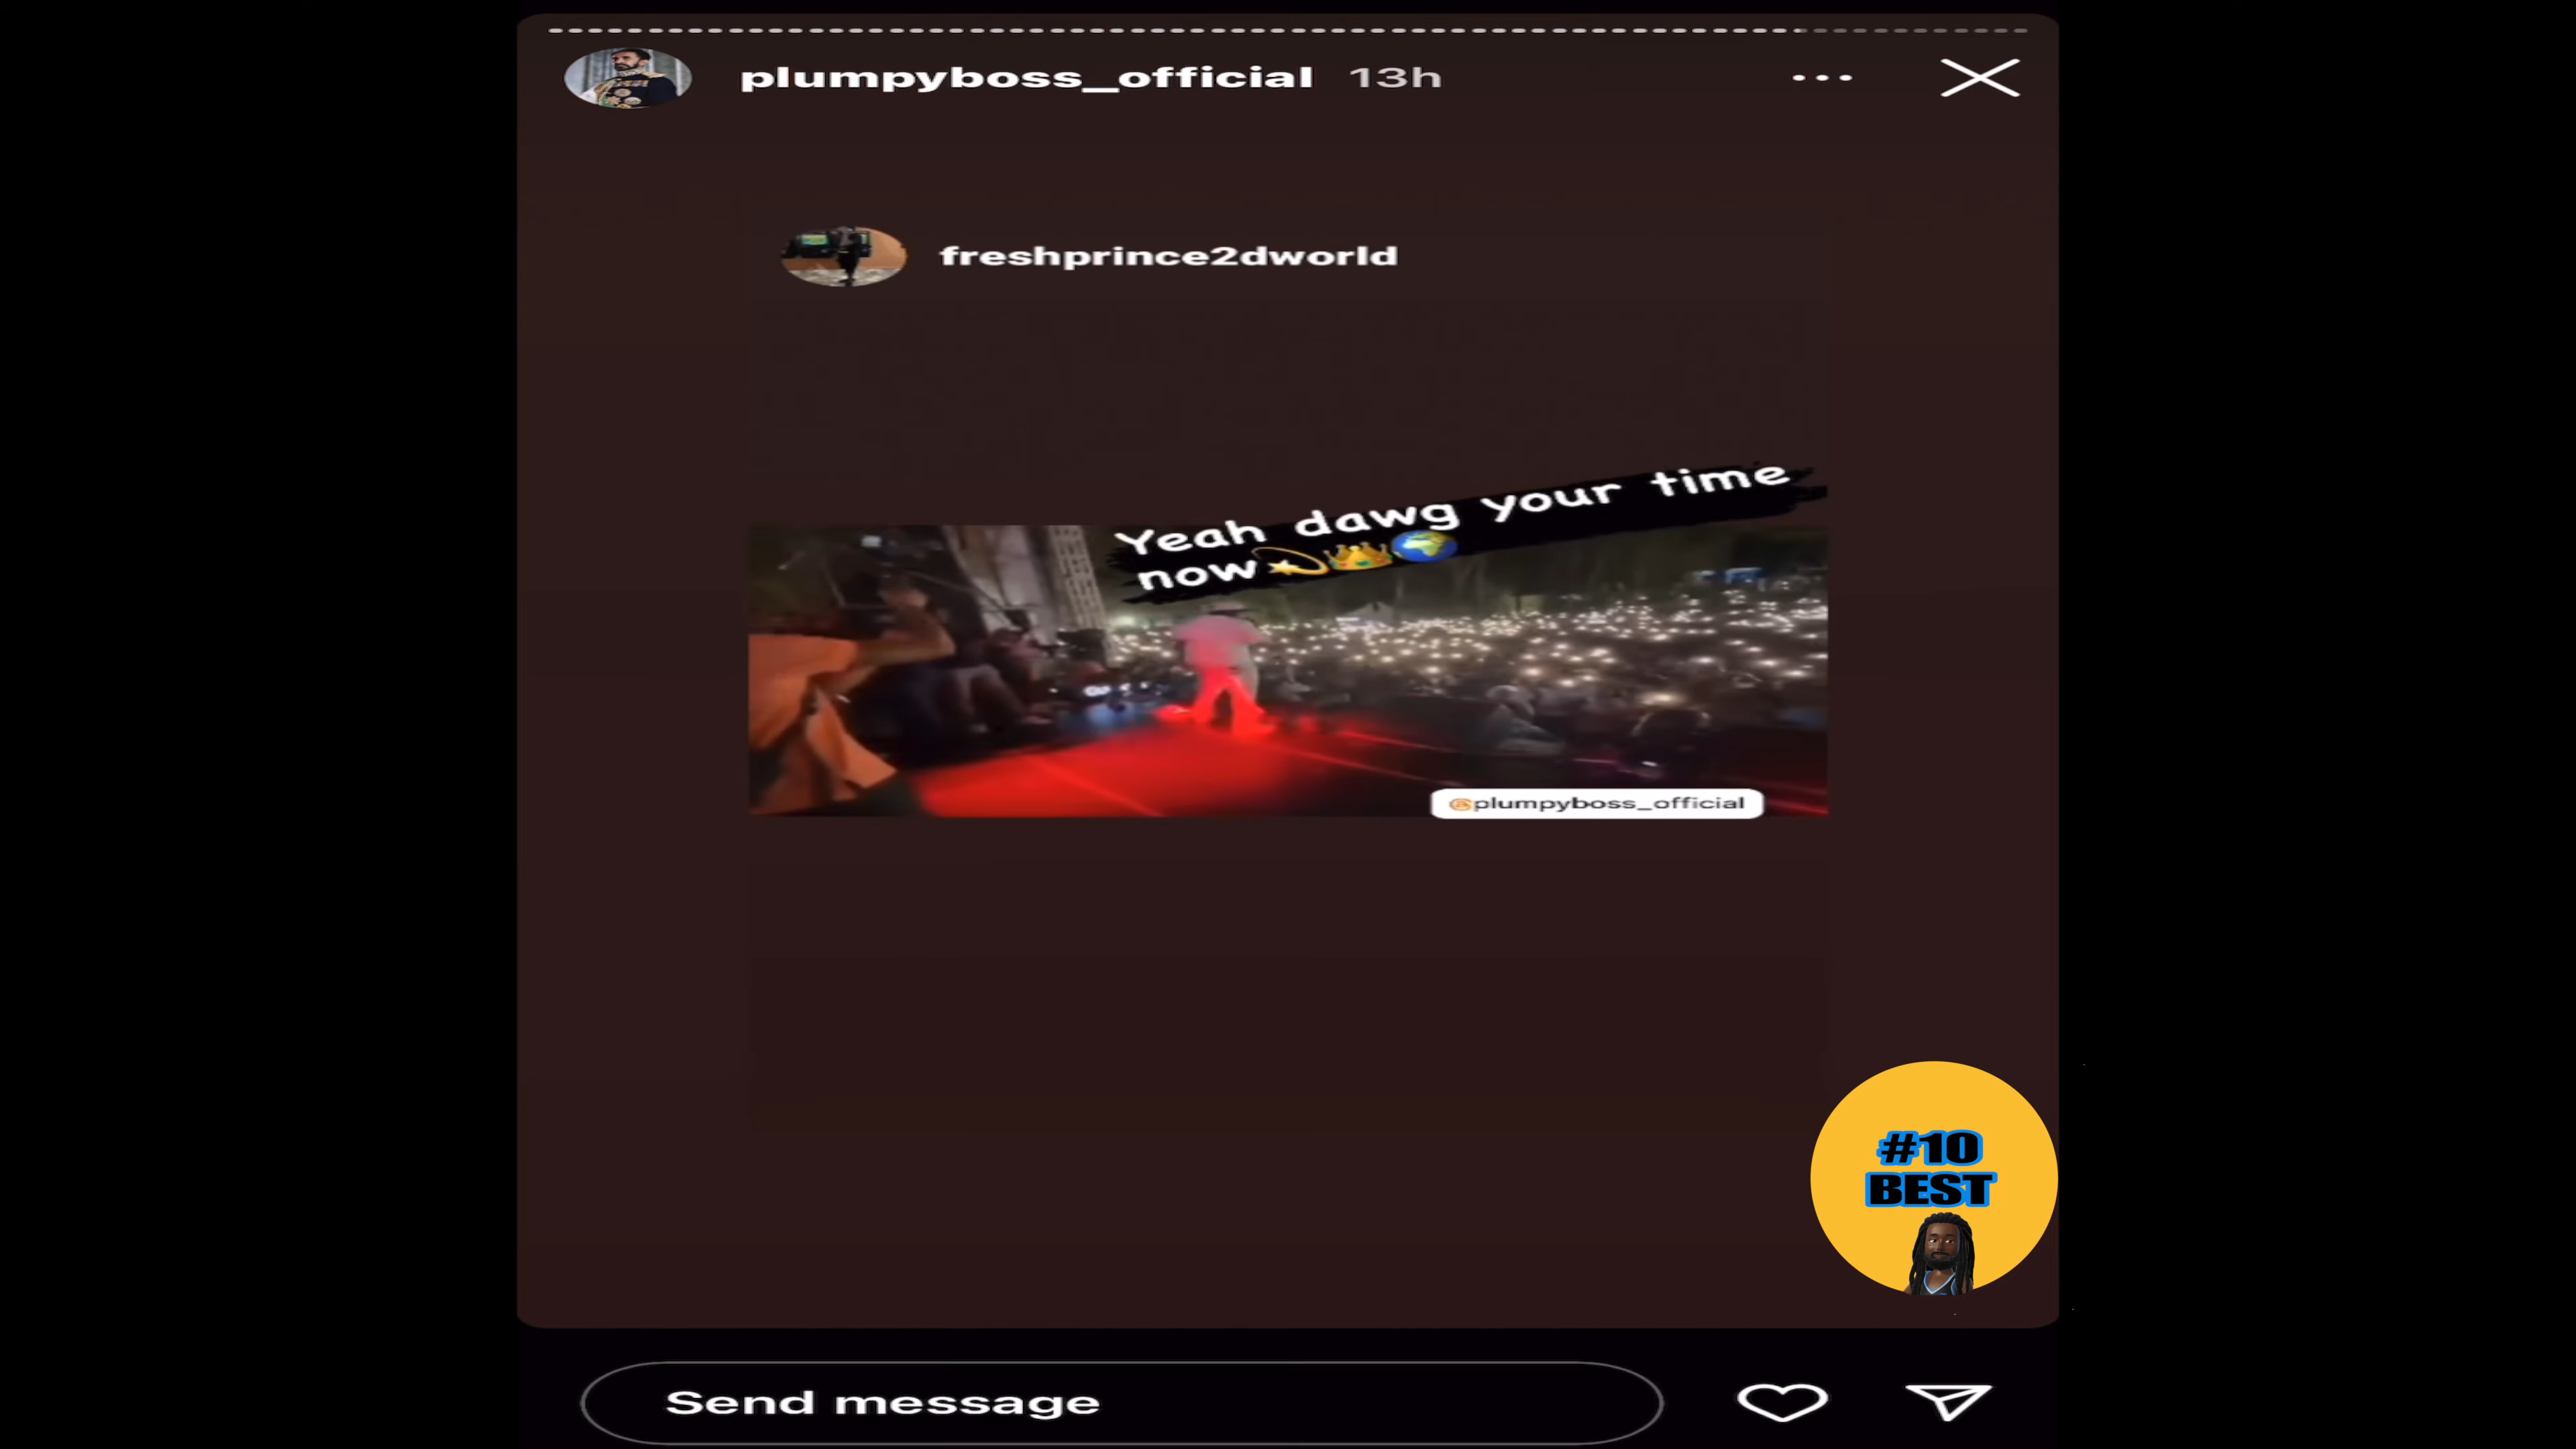 plumpyboss_official 13h
freshprince2dworld
Yeah dawg your time
now💫👑🌍
@plumpyboss_official
#10
BEST
Send message